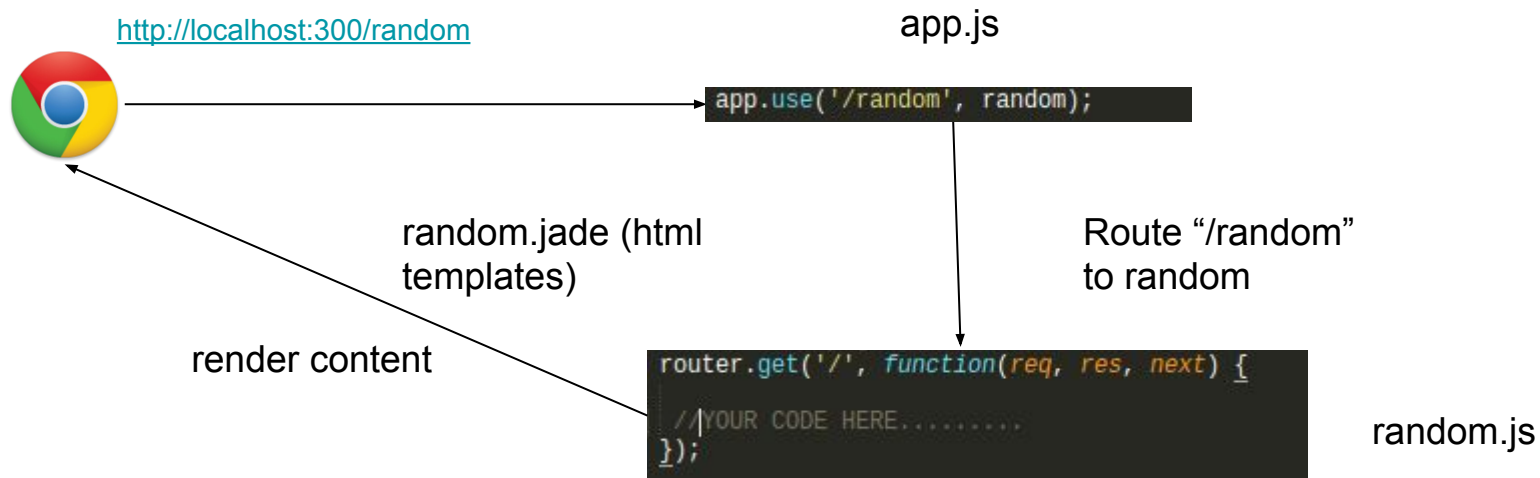 http://localhost:300/random
app.js
app.use('/random', random);
random.jade (html
templates)
Route “/random”
to random
render content
router.get('/', function(req, res, next) {
//YOUR CODE HERE.........
});
random.js